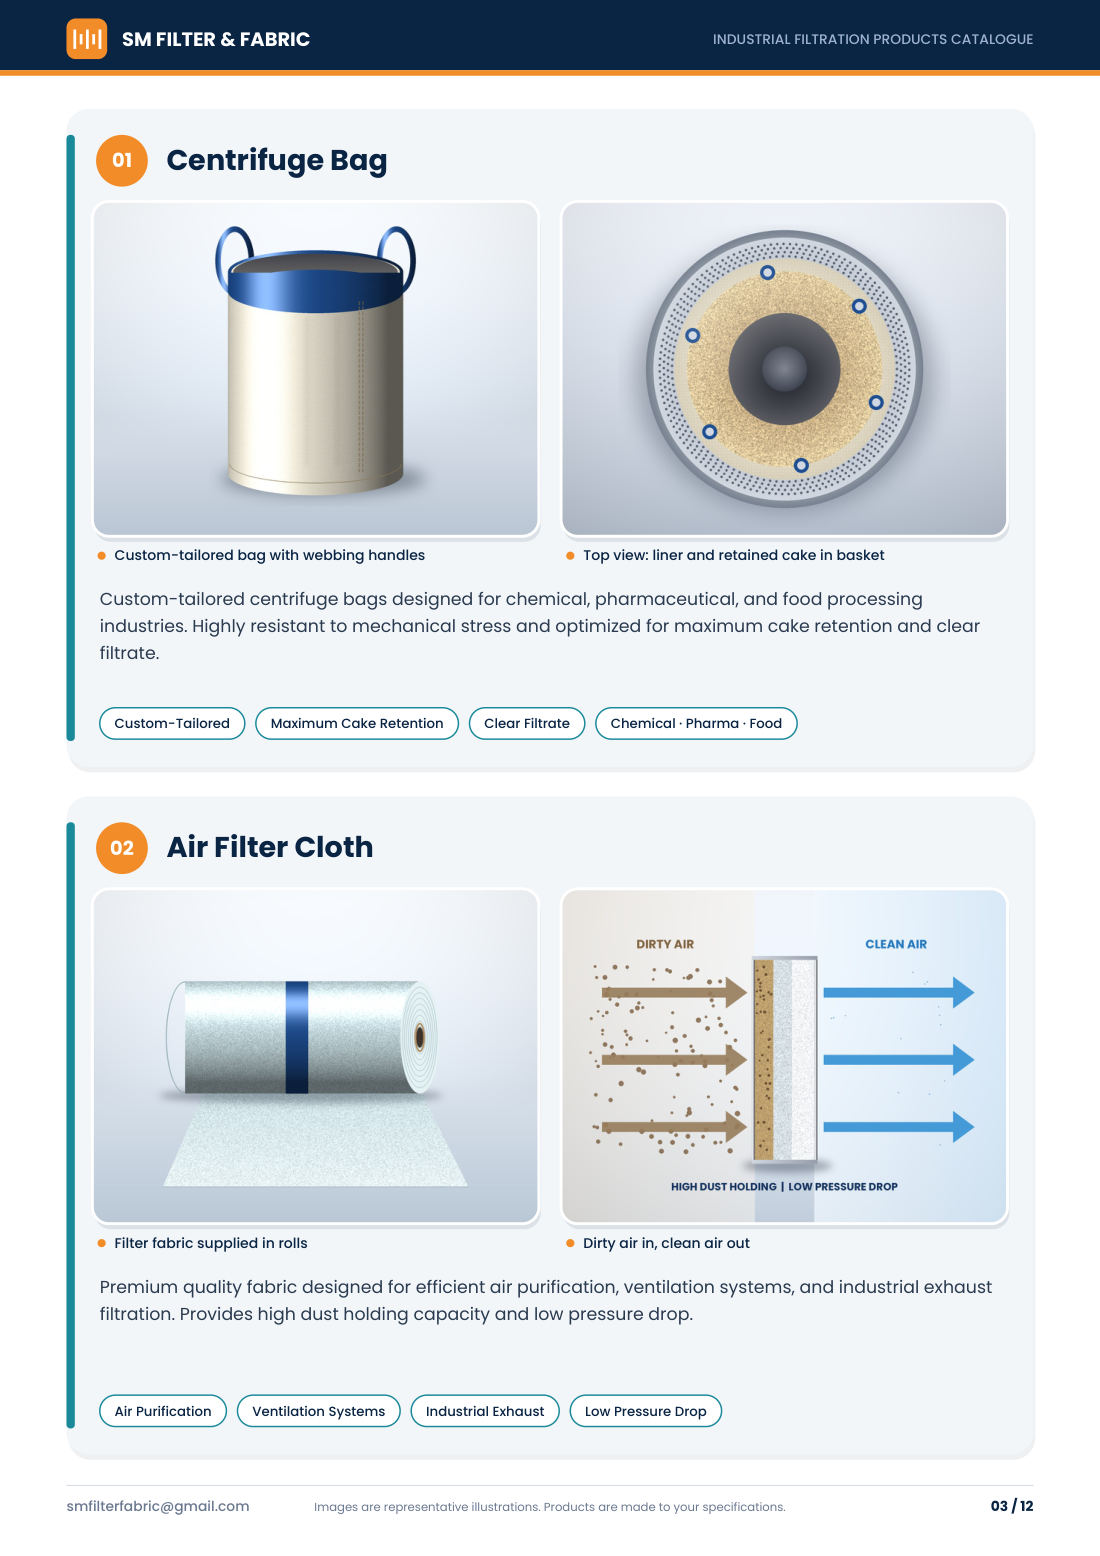 SM FILTER & FABRIC
INDUSTRIAL FILTRATION PRODUCTS CATALOGUE
01
Centrifuge Bag
Custom-tailored bag with webbing handles
Top view: liner and retained cake in basket
Custom-tailored centrifuge bags designed for chemical, pharmaceutical, and food processing
industries. Highly resistant to mechanical stress and optimized for maximum cake retention and clear
filtrate.
Custom-Tailored
Maximum Cake Retention
Clear Filtrate
Chemical · Pharma · Food
02
Air Filter Cloth
DIRTY AIR
CLEAN AIR
HIGH DUST HOLDING | LOW PRESSURE DROP
Filter fabric supplied in rolls
Dirty air in, clean air out
Premium quality fabric designed for efficient air purification, ventilation systems, and industrial exhaust
filtration. Provides high dust holding capacity and low pressure drop.
Air Purification
Ventilation Systems
Industrial Exhaust
Low Pressure Drop
smfilterfabric@gmail.com
Images are representative illustrations. Products are made to your specifications.
03 / 12